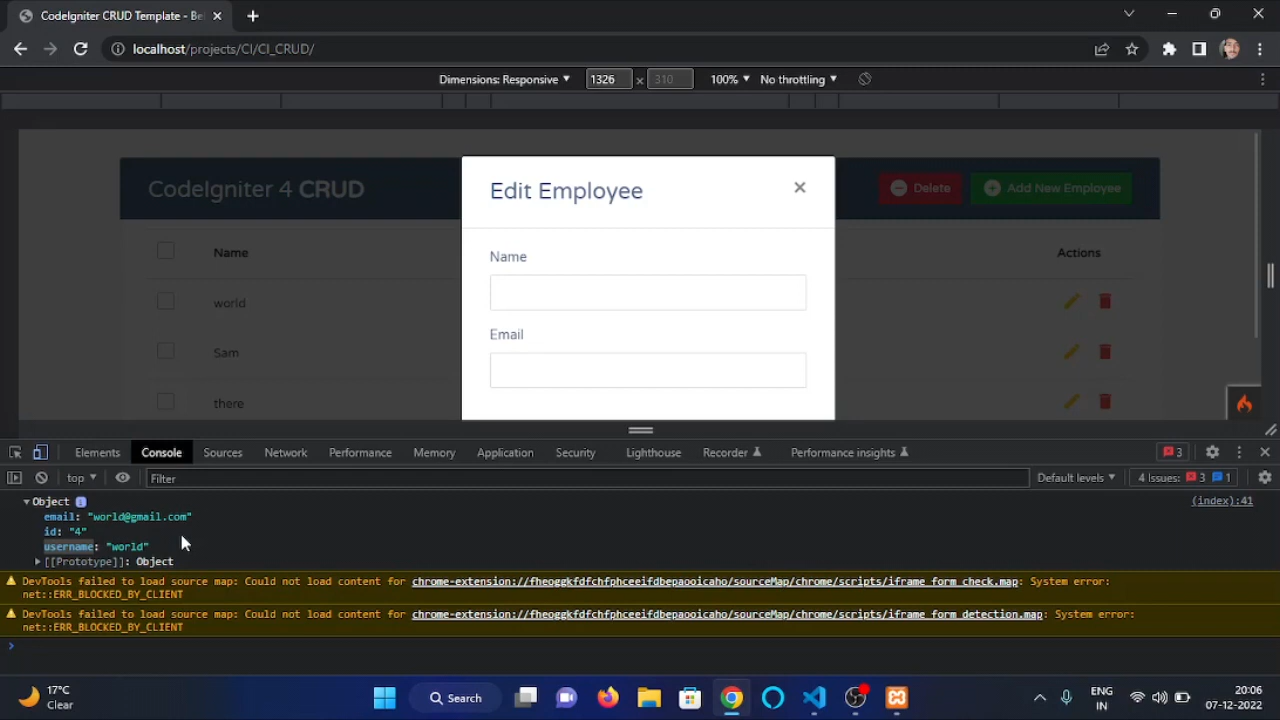 CodeIgniter CRUD Template - Be
localhost/projects/CI/CI_CRUD/
Dimensions: Responsive 1326 × 310 100% No throttling
CodeIgniter 4 CRUD
Edit Employee
×
Delete
Add New Employee
Name
Name
Actions
world
Email
Sam
there
Elements Console Sources Network Performance Memory Application Security Lighthouse Recorder Performance insights 3
top Filter Default levels 4 Issues: 3 1
Object i (index):41
email: "world@gmail.com"
id: "4"
username: "world"
[[Prototype]]: Object
DevTools failed to load source map: Could not load content for chrome-extension://fheoggkfdfchfphceeifdbepaooicaho/sourceMap/chrome/scripts/iframe_form_check.map: System error:
net::ERR_BLOCKED_BY_CLIENT
DevTools failed to load source map: Could not load content for chrome-extension://fheoggkfdfchfphceeifdbepaooicaho/sourceMap/chrome/scripts/iframe_form_detection.map: System error:
net::ERR_BLOCKED_BY_CLIENT
17°C
Clear
Search
ENG
IN
20:06
07-12-2022